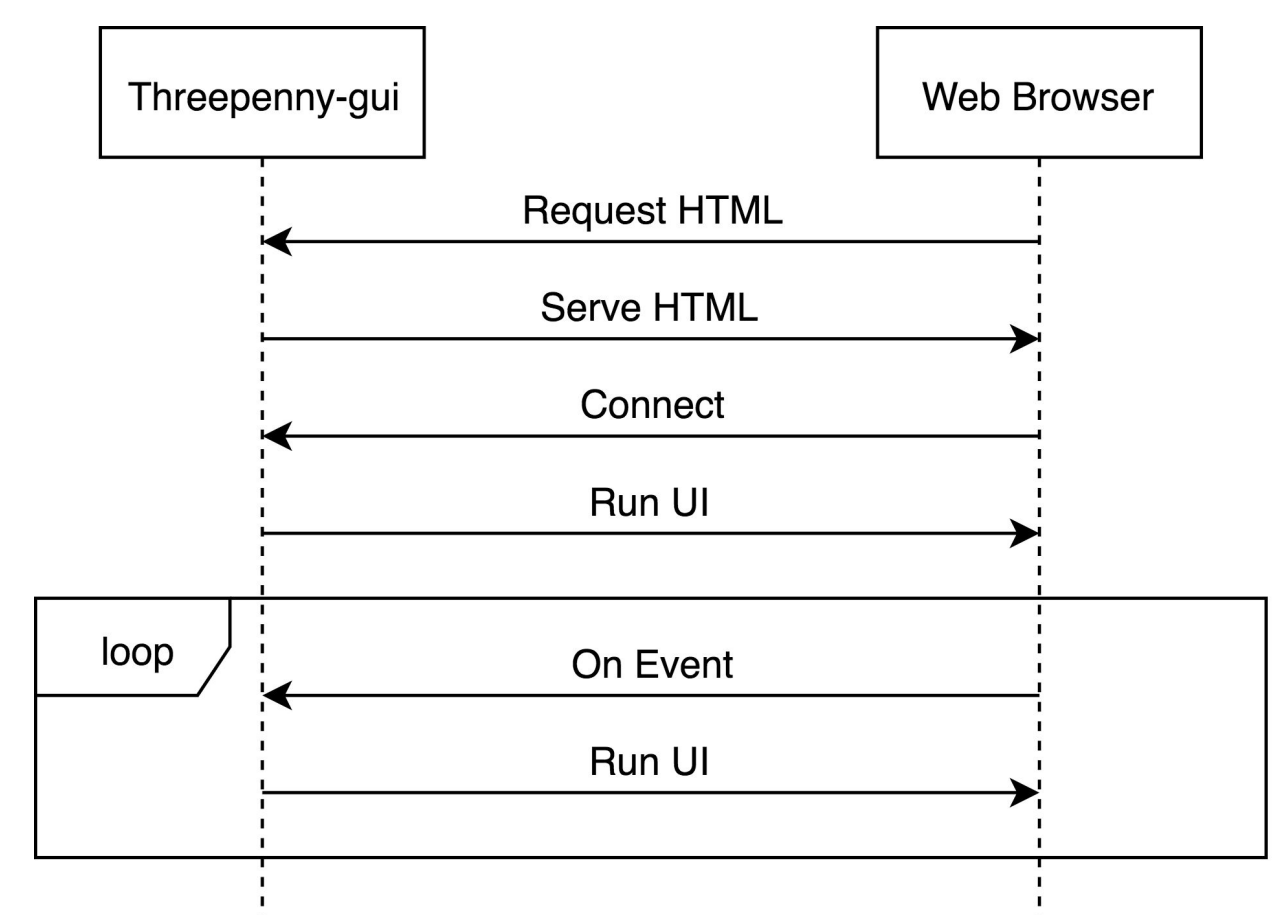 Threepenny-gui
Web Browser
Request HTML
Serve HTML
Connect
Run UI
loop
On Event
Run UI